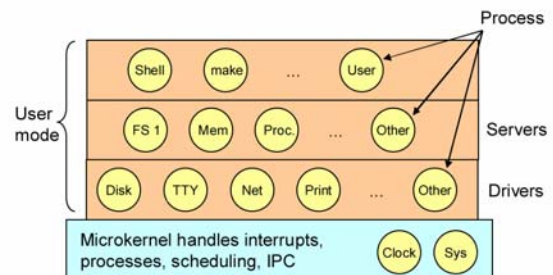 Process
Shell make ... User
User mode
FS 1 Mem Proc. ... Other Servers
Disk TTY Net Print ... Other Drivers
Microkernel handles interrupts,
processes, scheduling, IPC
Clock Sys